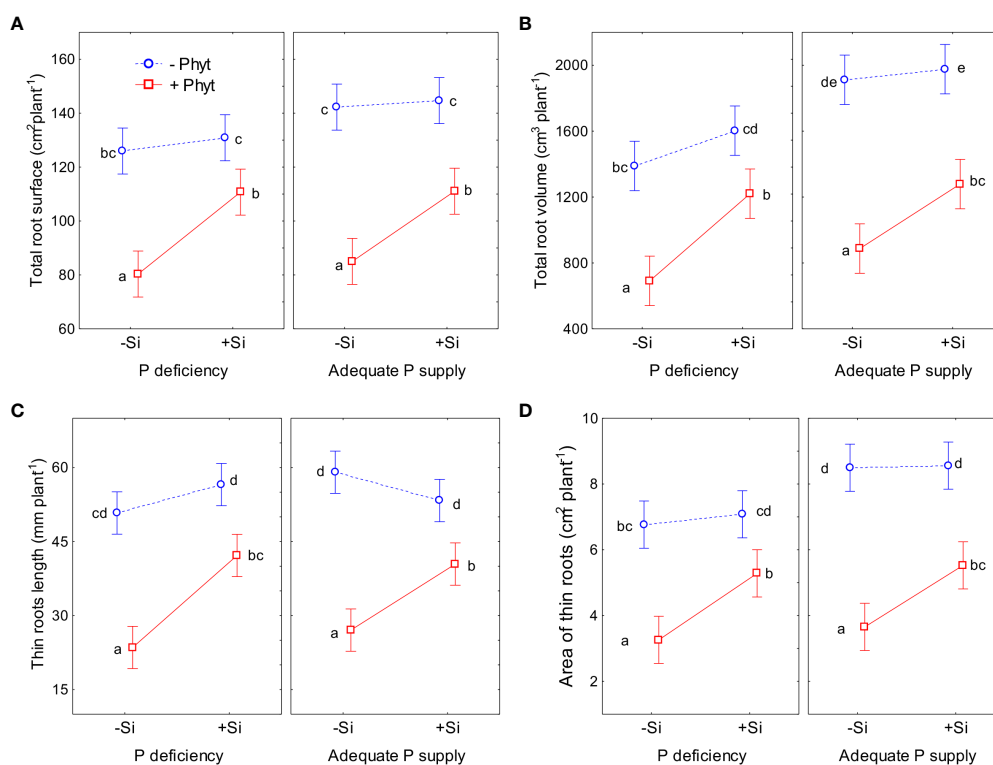 A
Total root surface (cm² plant⁻¹)
160
140
120
100
80
60
- Phyt
+ Phyt
bc
c
a
b
c
c
a
b
-Si
+Si
-Si
+Si
P deficiency
Adequate P supply
B
Total root volume (cm³ plant⁻¹)
2000
1600
1200
800
400
bc
cd
a
b
de
e
a
bc
-Si
+Si
-Si
+Si
P deficiency
Adequate P supply
C
Thin roots length (mm plant⁻¹)
60
45
30
15
cd
d
a
bc
d
d
a
b
-Si
+Si
-Si
+Si
P deficiency
Adequate P supply
D
Area of thin roots (cm² plant⁻¹)
10
8
6
4
2
bc
cd
a
b
d
d
a
bc
-Si
+Si
-Si
+Si
P deficiency
Adequate P supply